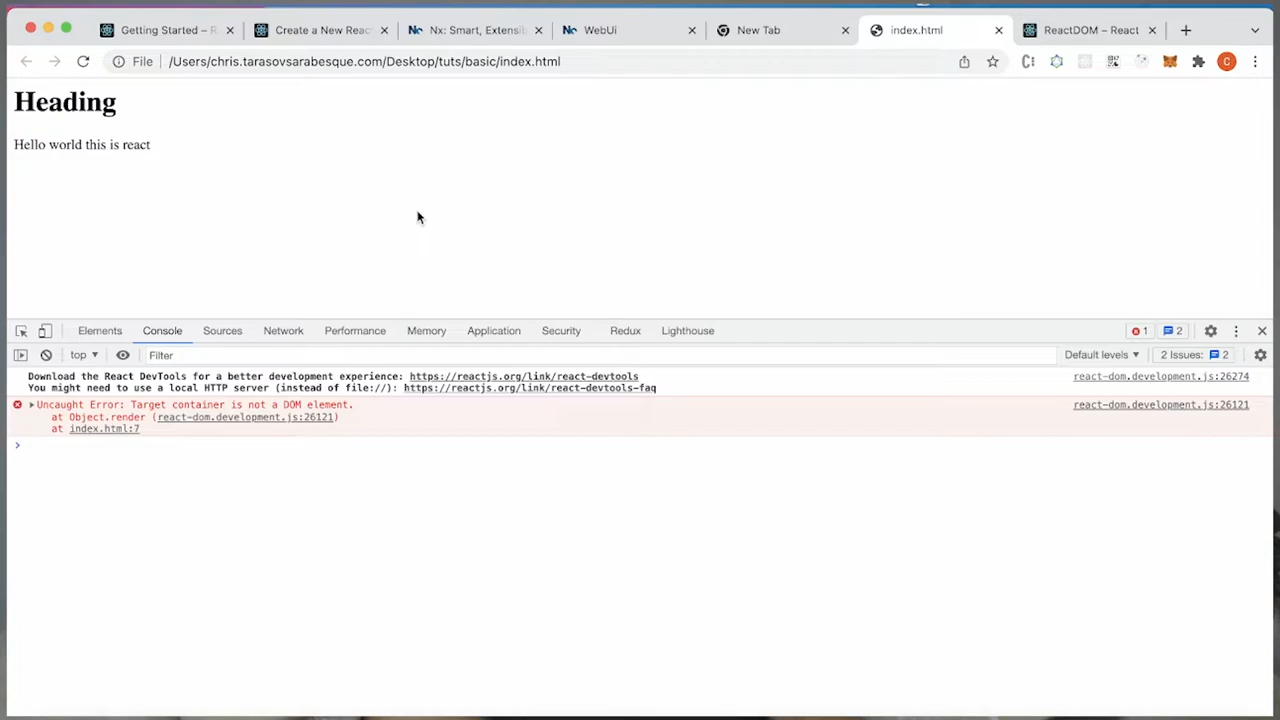 Getting Started – R
Create a New React
Nx: Smart, Extensib
WebUi
New Tab
index.html
ReactDOM – React
File /Users/chris.tarasovsarabesque.com/Desktop/tuts/basic/index.html
C
Heading
Hello world this is react
Elements Console Sources Network Performance Memory Application Security Redux Lighthouse 1 2
top Filter Default levels 2 Issues: 2
Download the React DevTools for a better development experience: https://reactjs.org/link/react-devtools react-dom.development.js:26274
You might need to use a local HTTP server (instead of file://): https://reactjs.org/link/react-devtools-faq
Uncaught Error: Target container is not a DOM element. react-dom.development.js:26121
at Object.render (react-dom.development.js:26121)
at index.html:7